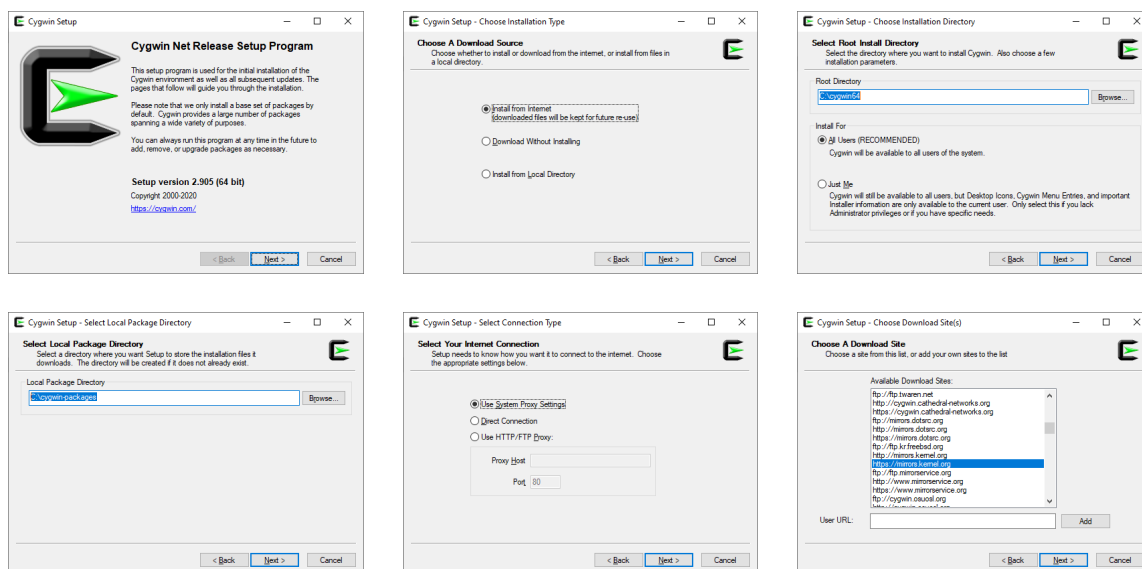 Cygwin Setup
Cygwin Net Release Setup Program
This setup program is used for the initial installation of the
Cygwin environment as well as all subsequent updates. The
pages that follow will guide you through the installation.
Please note that we only install a base set of packages by
default. Cygwin provides a large number of packages
spanning a wide variety of purposes.
You can always run this program at any time in the future to
add, remove, or upgrade packages as necessary.
Setup version 2.905 (64 bit)
Copyright 2000-2020
https://cygwin.com/
< Back Next > Cancel
Cygwin Setup - Choose Installation Type
Choose A Download Source
Choose whether to install or download from the internet, or install from files in
a local directory.
Install from Internet
(downloaded files will be kept for future re-use)
Download Without Installing
Install from Local Directory
< Back Next > Cancel
Cygwin Setup - Choose Installation Directory
Select Root Install Directory
Select the directory where you want to install Cygwin. Also choose a few
installation parameters.
Root Directory
C:\cygwin64
Browse...
Install For
All Users (RECOMMENDED)
Cygwin will be available to all users of the system.
Just Me
Cygwin will still be available to all users, but Desktop Icons, Cygwin Menu Entries, and important
Installer information are only available to the current user. Only select this if you lack
Administrator privileges or if you have specific needs.
< Back Next > Cancel
Cygwin Setup - Select Local Package Directory
Select Local Package Directory
Select a directory where you want Setup to store the installation files it
downloads. The directory will be created if it does not already exist.
Local Package Directory
C:\cygwin-packages
Browse...
< Back Next > Cancel
Cygwin Setup - Select Connection Type
Select Your Internet Connection
Setup needs to know how you want it to connect to the internet. Choose
the appropriate settings below.
Use System Proxy Settings
Direct Connection
Use HTTP/FTP Proxy:
Proxy Host
Port 80
< Back Next > Cancel
Cygwin Setup - Choose Download Site(s)
Choose A Download Site
Choose a site from this list, or add your own sites to the list
Available Download Sites:
ftp://ftp.twaren.net
http://cygwin.cathedral-networks.org
https://cygwin.cathedral-networks.org
ftp://mirrors.dotsrc.org
http://mirrors.dotsrc.org
https://mirrors.dotsrc.org
ftp://ftp.kr.freebsd.org
http://mirrors.kernel.org
https://mirrors.kernel.org
ftp://ftp.mirrorservice.org
http://www.mirrorservice.org
https://www.mirrorservice.org
ftp://cygwin.osuosl.org
User URL:
Add
< Back Next > Cancel